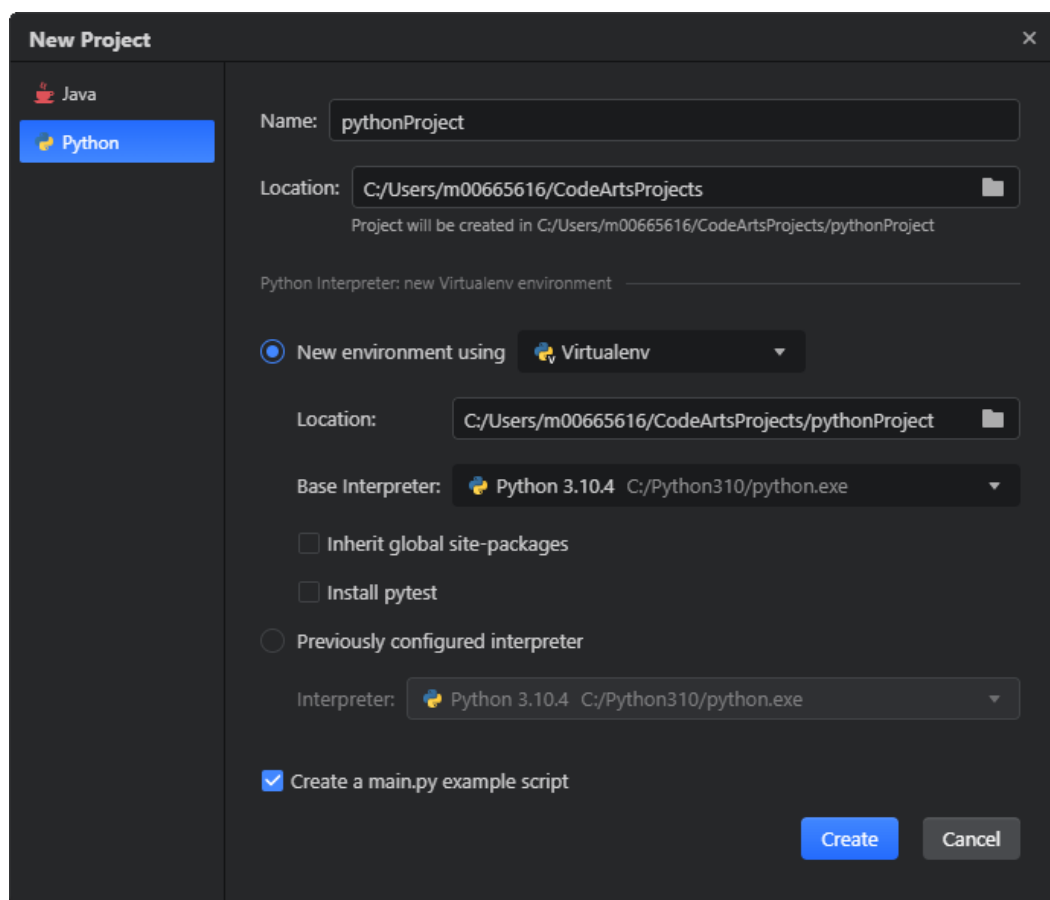 New Project
Java
Python
Name: pythonProject
Location: C:/Users/m00665616/CodeArtsProjects
Project will be created in C:/Users/m00665616/CodeArtsProjects/pythonProject
Python Interpreter: new Virtualenv environment
New environment using Virtualenv
Location: C:/Users/m00665616/CodeArtsProjects/pythonProject
Base Interpreter: Python 3.10.4 C:/Python310/python.exe
Inherit global site-packages
Install pytest
Previously configured interpreter
Interpreter: Python 3.10.4 C:/Python310/python.exe
Create a main.py example script
Create Cancel